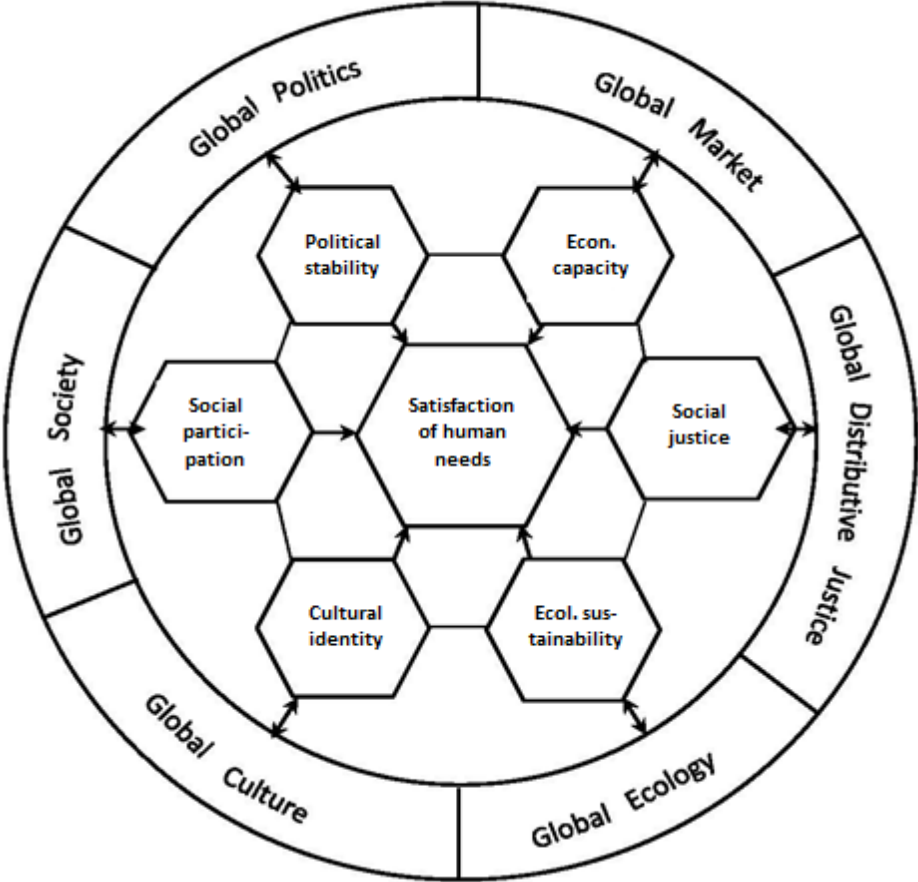 Global Politics
Global Market
Political
stability
Econ.
capacity
Global Society
Social
partici-
pation
Satisfaction
of human
needs
Social
justice
Global Distributive Justice
Cultural
identity
Ecol. sus-
tainability
Global Culture
Global Ecology